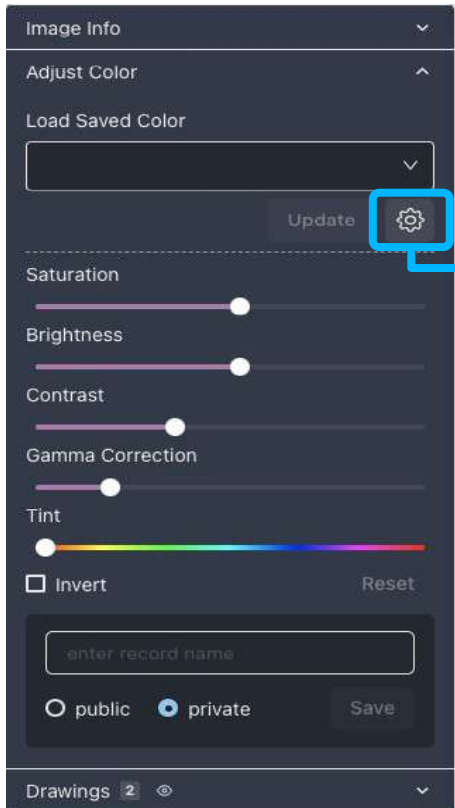 Image Info
Adjust Color
Load Saved Color
Update
Saturation
Brightness
Contrast
Gamma Correction
Tint
Invert Reset
enter record name
public private Save
Drawings 2